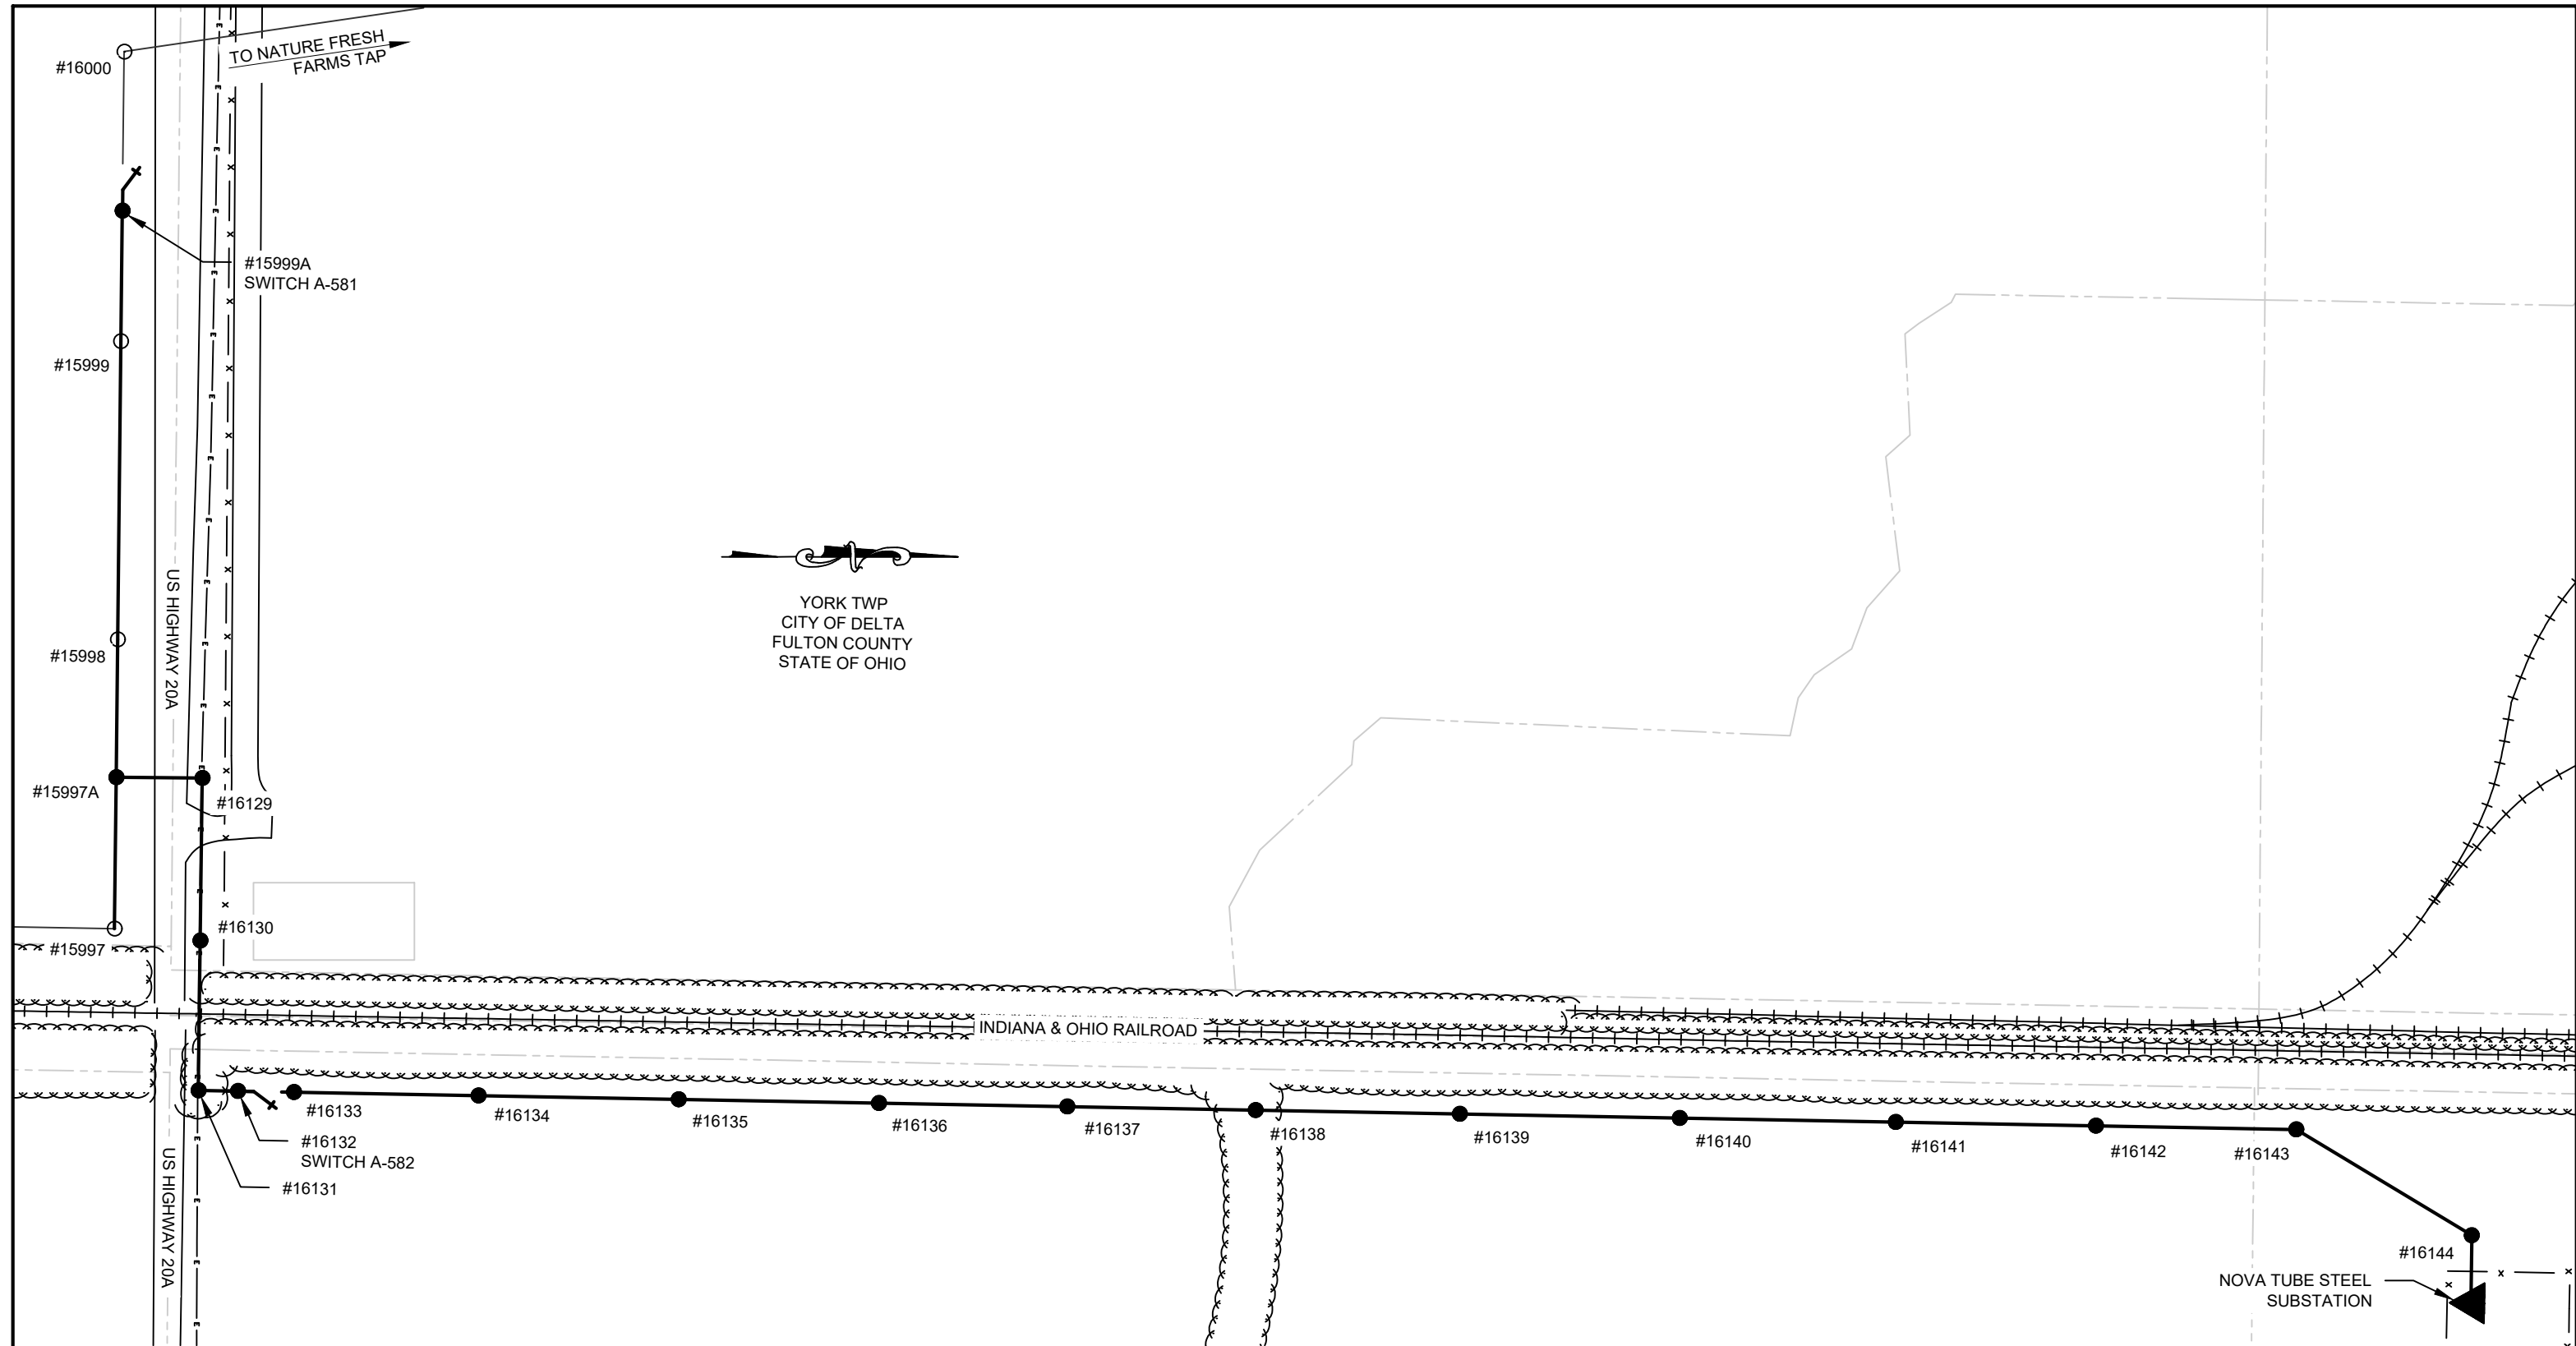 #16000
TO NATURE FRESH
FARMS TAP
#15999A
SWITCH A-581
#15999
#15998
US HIGHWAY 20A
YORK TWP
CITY OF DELTA
FULTON COUNTY
STATE OF OHIO
#15997A
#16129
#16130
#15997
INDIANA & OHIO RAILROAD
#16133
#16134
#16135
#16136
#16137
#16138
#16139
#16140
#16141
#16142
#16143
#16132
SWITCH A-582
#16131
US HIGHWAY 20A
#16144
NOVA TUBE STEEL
SUBSTATION